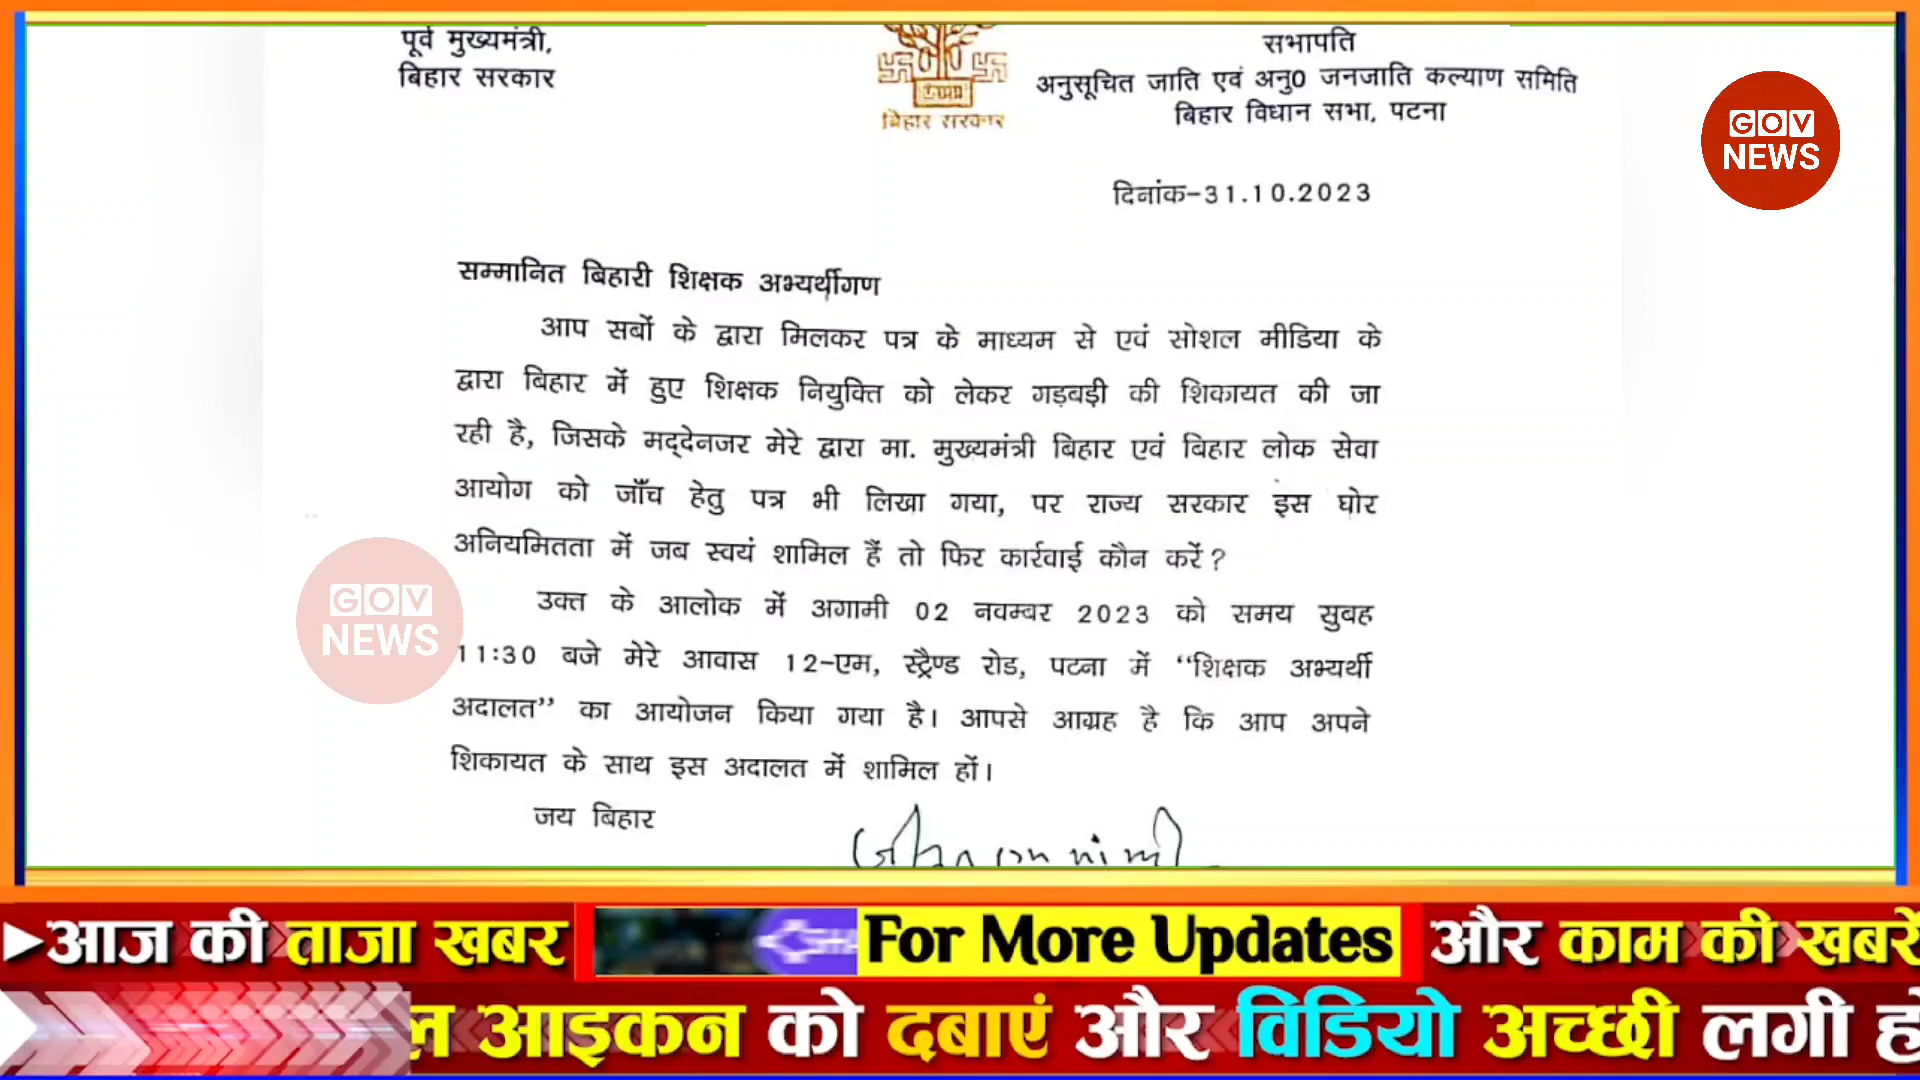 पूर्व मुख्यमंत्री,
बिहार सरकार
बिहार सरकार
सभापति
अनुसूचित जाति एवं अनु0 जनजाति कल्याण समिति
बिहार विधान सभा, पटना
GOV
NEWS
दिनांक-31.10.2023
सम्मानित बिहारी शिक्षक अभ्यर्थीगण
आप सबों के द्वारा मिलकर पत्र के माध्यम से एवं सोशल मीडिया के
द्वारा बिहार में हुए शिक्षक नियुक्ति को लेकर गड़बड़ी की शिकायत की जा
रही है, जिसके मद्देनजर मेरे द्वारा मा. मुख्यमंत्री बिहार एवं बिहार लोक सेवा
आयोग को जाँच हेतु पत्र भी लिखा गया, पर राज्य सरकार इस घोर
अनियमितता में जब स्वयं शामिल हैं तो फिर कार्रवाई कौन करें?
उक्त के आलोक में अगामी 02 नवम्बर 2023 को समय सुबह
11:30 बजे मेरे आवास 12-एम, स्ट्रैण्ड रोड, पटना में “शिक्षक अभ्यर्थी
अदालत” का आयोजन किया गया है। आपसे आग्रह है कि आप अपने
शिकायत के साथ इस अदालत में शामिल हों।
जय बिहार
GOV
NEWS
आज की ताजा खबर SHA For More Updates और काम की खबरें
ल आइकन को दबाएं और विडियो अच्छी लगी हो